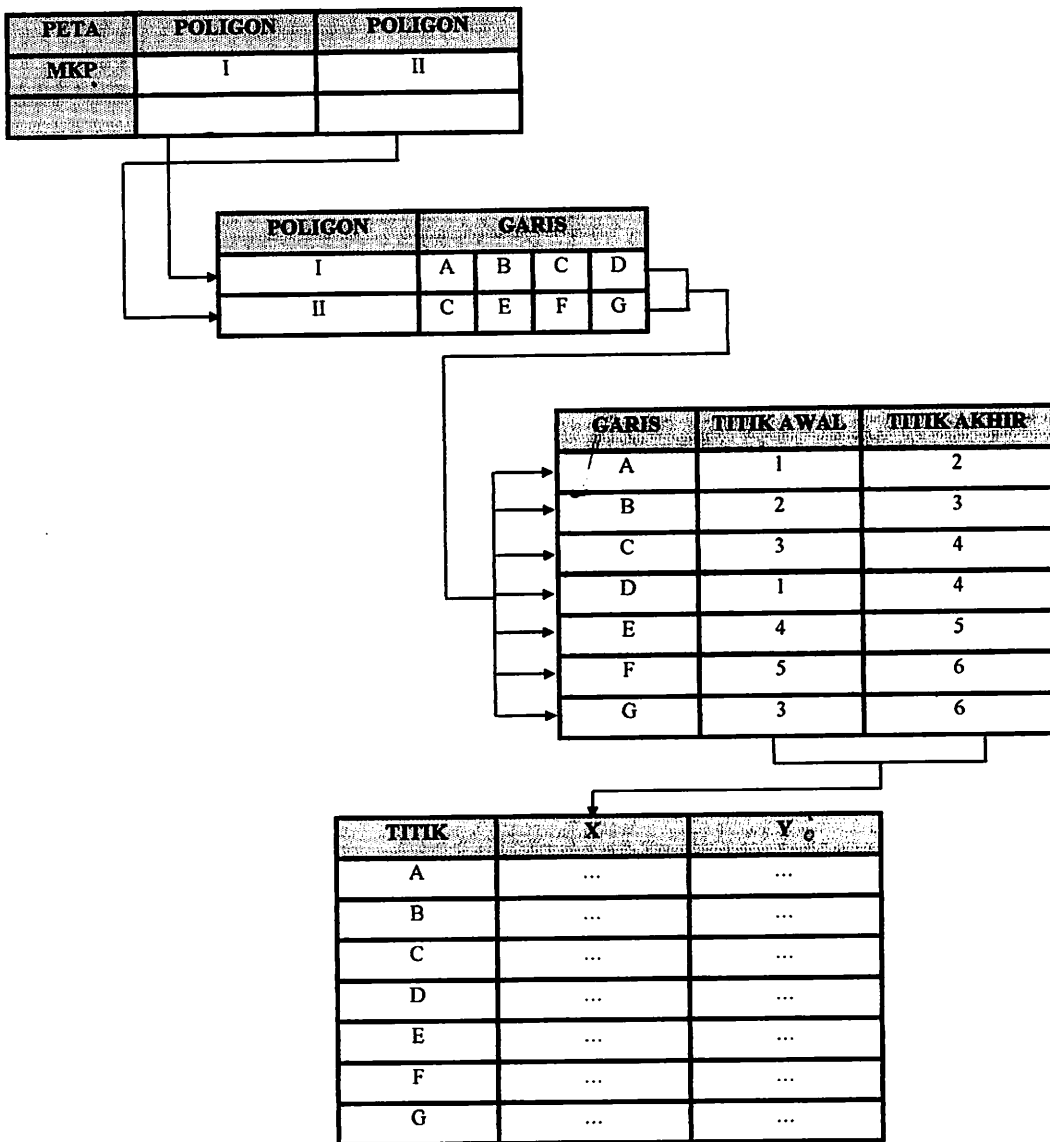 PETA POLIGON POLIGON
MKP I II
POLIGON GARIS
I A B C D
II C E F G
GARIS TITIK AWAL TITIK AKHIR
A 1 2
B 2 3
C 3 4
D 1 4
E 4 5
F 5 6
G 3 6
TITIK X Y
A ... ...
B ... ...
C ... ...
D ... ...
E ... ...
F ... ...
G ... ...